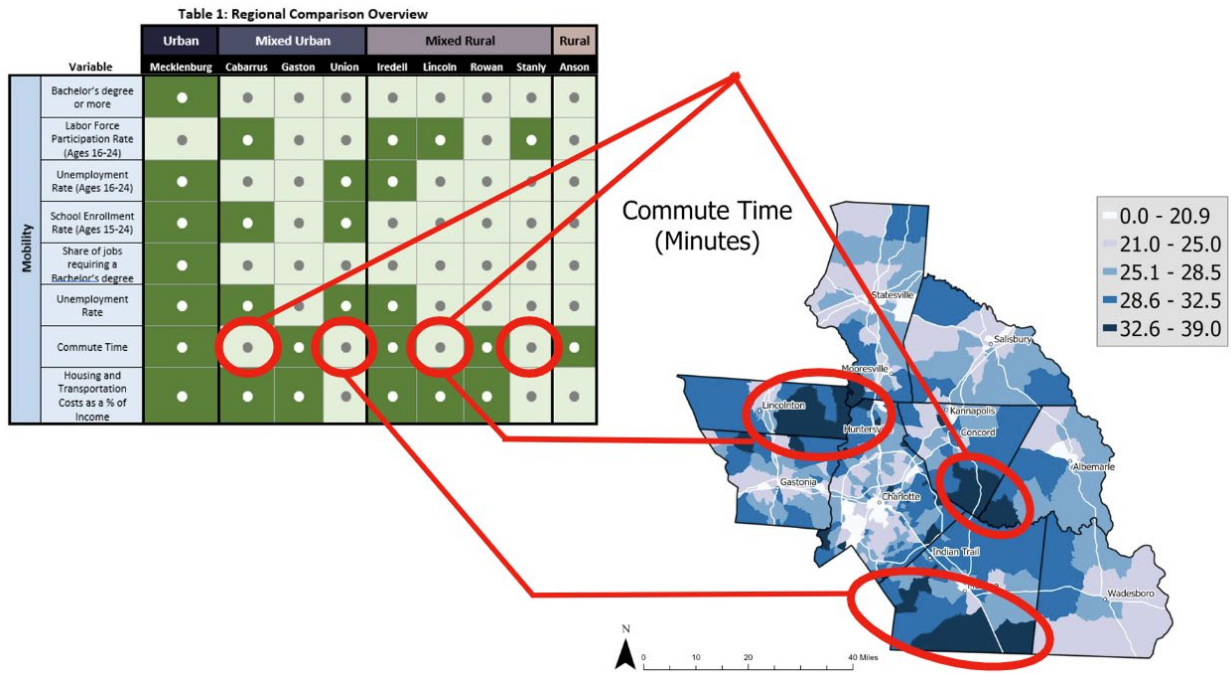 Table 1: Regional Comparison Overview
Urban Mixed Urban Mixed Rural Rural
Variable Mecklenburg Cabarrus Gaston Union Iredell Lincoln Rowan Stanly Anson
Mobility
Bachelor's degree
or more
Labor Force
Participation Rate
(Ages 16-24)
Unemployment
Rate (Ages 16-24)
School Enrollment
Rate (Ages 15-24)
Share of jobs
requiring a
Bachelor's degree
Unemployment
Rate
Commute Time
Housing and
Transportation
Costs as a % of
Income
Commute Time
(Minutes)
0.0 - 20.9
21.0 - 25.0
25.1 - 28.5
28.6 - 32.5
32.6 - 39.0
Statesville
Salisbury
Mooresville
Lincolnton
Kannapolis
Huntersv
Concord
Albemarle
Gastonia
Charlotte
Indian Trail
Wadesboro
N
0 10 20 40 Miles